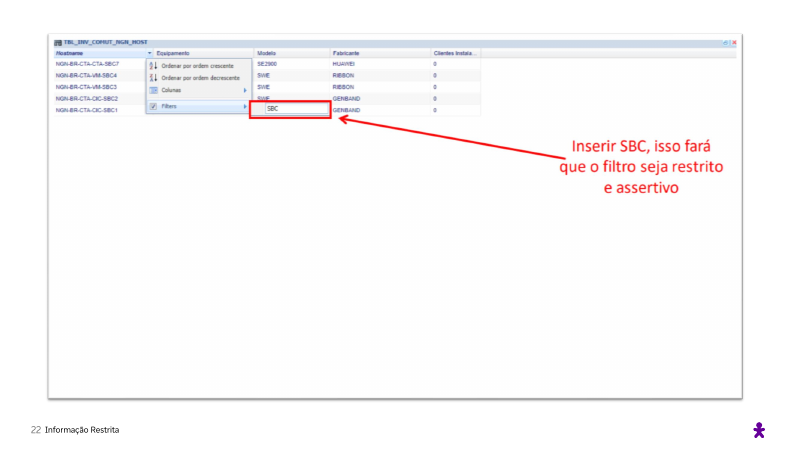 TBL_INV_COMUT_NGN_HOST
Hostname Equipamento Modelo Fabricante Clientes Instala...
NGN-BR-CTA-CTA-SBC7 SE2900 HUAWEI 0
NGN-BR-CTA-VM-SBC4 SWE RIBBON 0
NGN-BR-CTA-VM-SBC3 SWE RIBBON 0
NGN-BR-CTA-CIC-SBC2 SWE GENBAND 0
NGN-BR-CTA-CIC-SBC1 GENBAND 0
Ordenar por ordem crescente
Ordenar por ordem decrescente
Colunas
Filtro
SBC
Inserir SBC, isso fará
que o filtro seja restrito
e assertivo
22 Informação Restrita